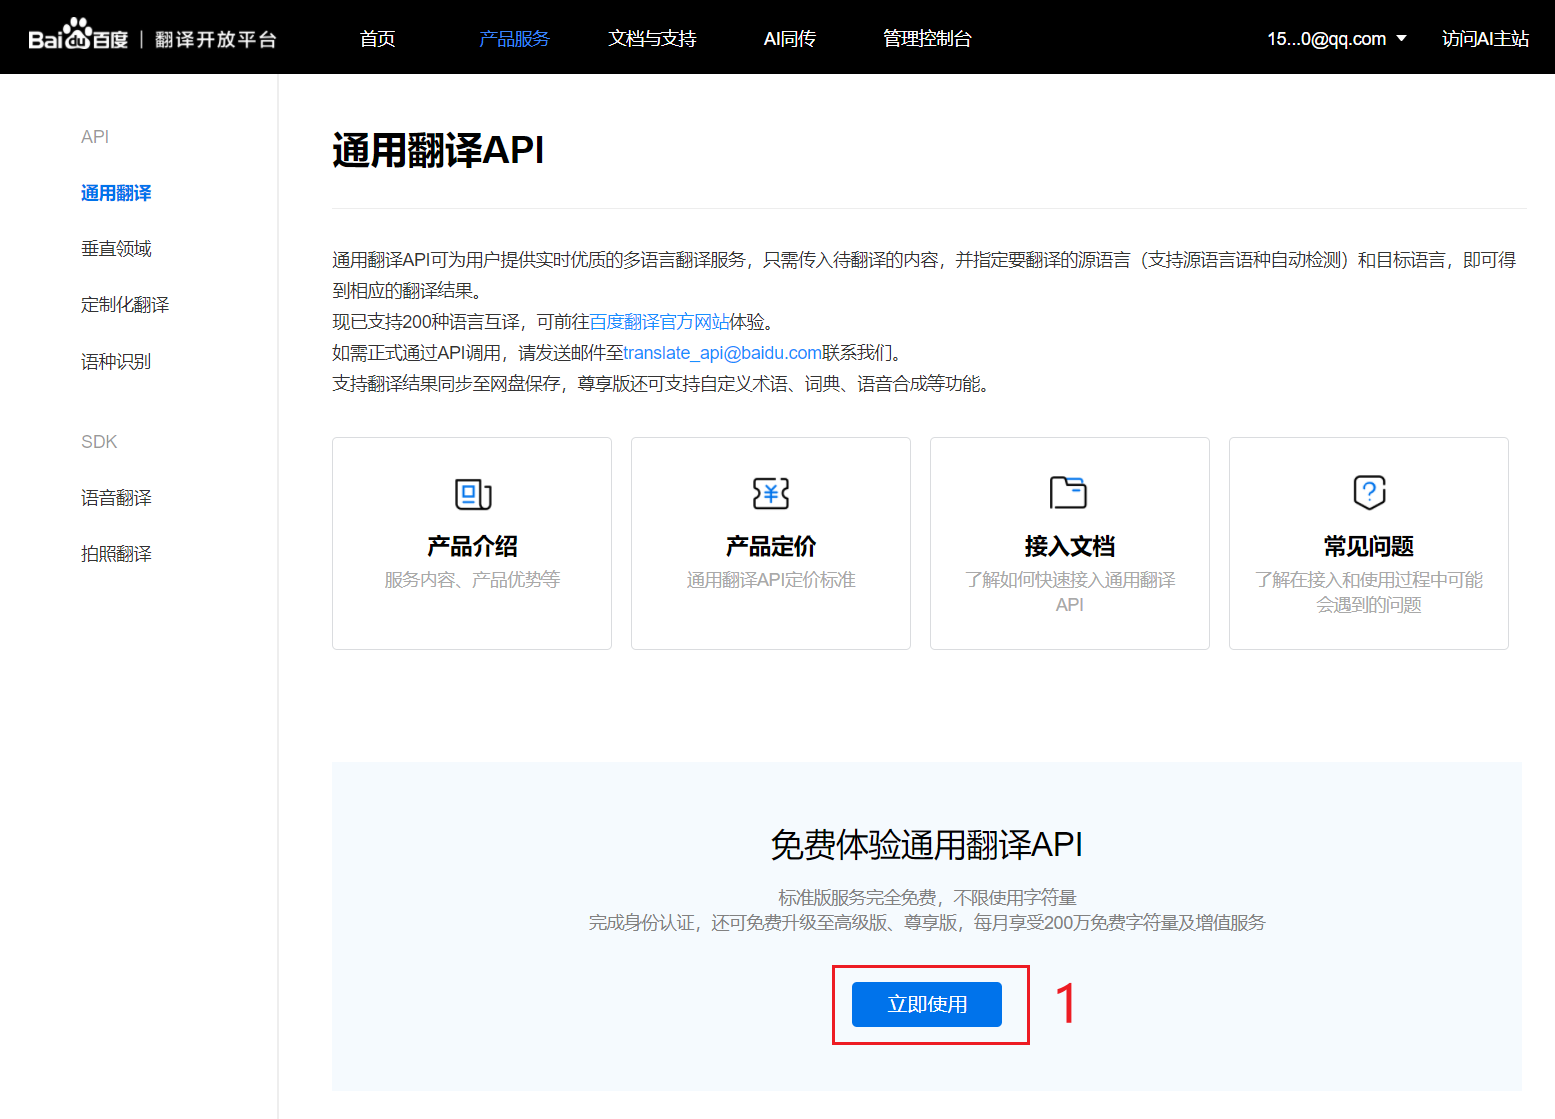 Bai du 百度 | 翻译开放平台
首页
产品服务
文档与支持
AI同传
管理控制台
15...0@qq.com
访问AI主站
API
通用翻译
垂直领域
定制化翻译
语种识别
SDK
语音翻译
拍照翻译
通用翻译API
通用翻译API可为用户提供实时优质的多语言翻译服务，只需传入待翻译的内容，并指定要翻译的源语言（支持源语言语种自动检测）和目标语言，即可得
到相应的翻译结果。
现已支持200种语言互译，可前往百度翻译官方网站体验。
如需正式通过API调用，请发送邮件至translate_api@baidu.com联系我们。
支持翻译结果同步至网盘保存，尊享版还可支持自定义术语、词典、语音合成等功能。
产品介绍
服务内容、产品优势等
产品定价
通用翻译API定价标准
接入文档
了解如何快速接入通用翻译
API
常见问题
了解在接入和使用过程中可能
会遇到的问题
免费体验通用翻译API
标准版服务完全免费，不限使用字符量
完成身份认证，还可免费升级至高级版、尊享版，每月享受200万免费字符量及增值服务
立即使用
1